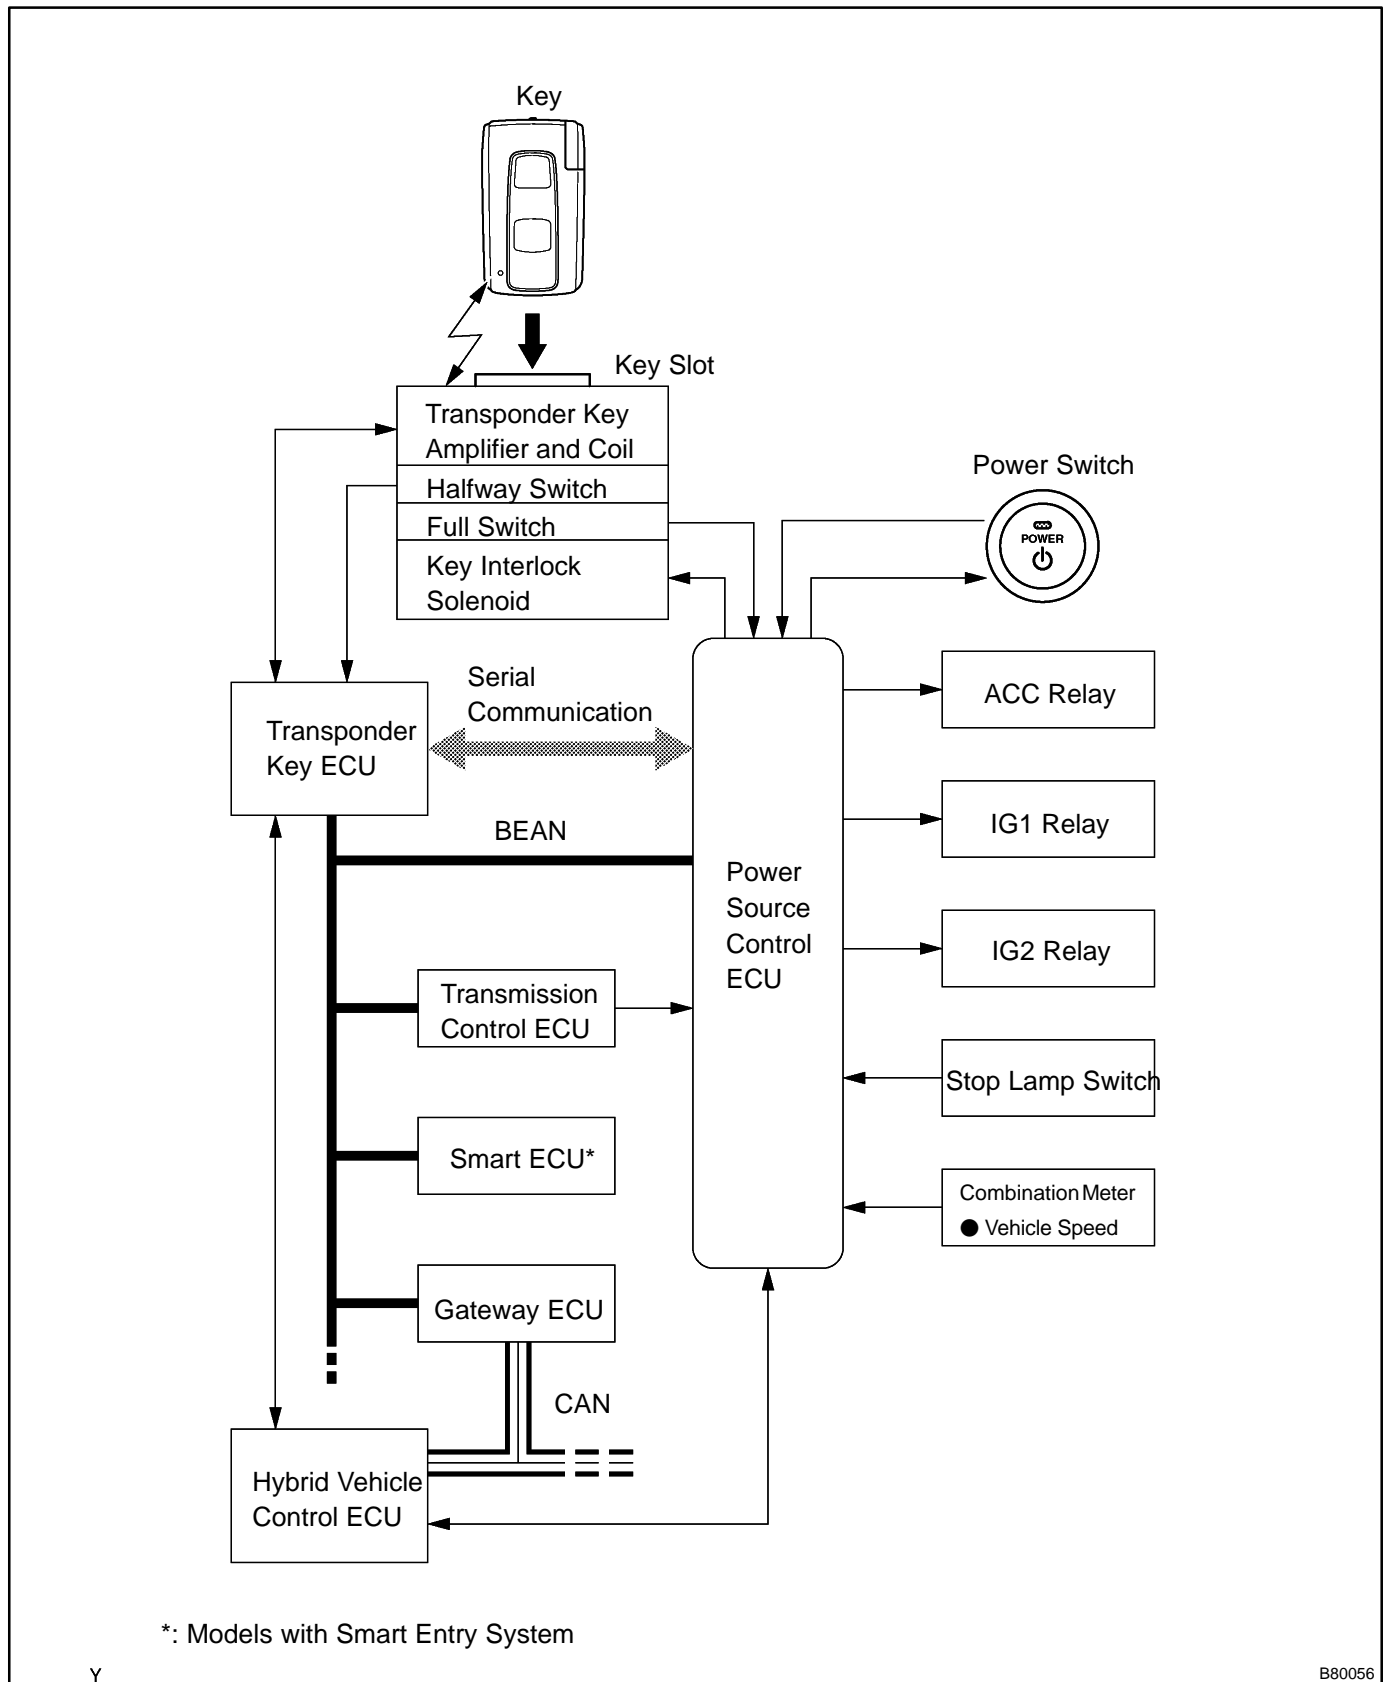 Key
Key Slot
Transponder Key
Amplifier and Coil
Halfway Switch
Full Switch
Key Interlock
Solenoid
Power Switch
POWER
Serial
Communication
Transponder
Key ECU
BEAN
Power
Source
Control
ECU
ACC Relay
IG1 Relay
IG2 Relay
Stop Lamp Switch
Combination Meter
● Vehicle Speed
Transmission
Control ECU
Smart ECU*
Gateway ECU
CAN
Hybrid Vehicle
Control ECU
*: Models with Smart Entry System
Y
B80056